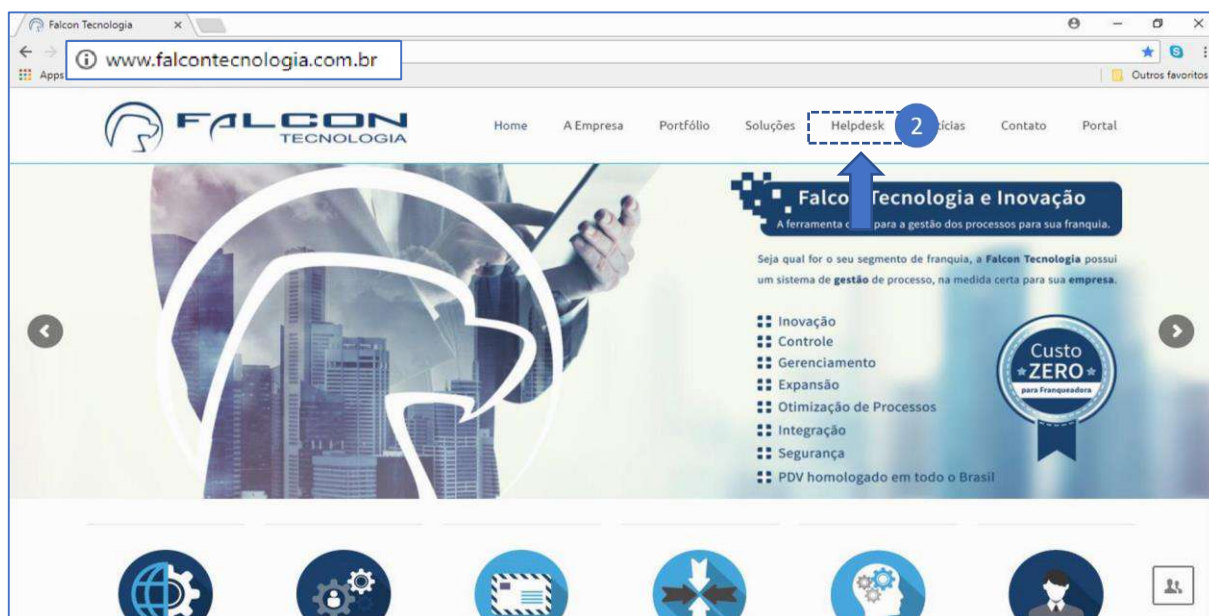 Falcon Tecnologia
www.falcontecnologia.com.br
Apps
Outros favoritos
FALCON
TECNOLOGIA
Home A Empresa Portfólio Soluções Helpdesk 2 tícias Contato Portal
Falco Tecnologia e Inovação
A ferramenta para a gestão dos processos para sua franquia.
Seja qual for o seu segmento de franquia, a Falcon Tecnologia possui
um sistema de gestão de processo, na medida certa para sua empresa.
Inovação
Controle
Gerenciamento
Expansão
Otimização de Processos
Integração
Segurança
PDV homologado em todo o Brasil
Custo
ZERO
para Franqueadora